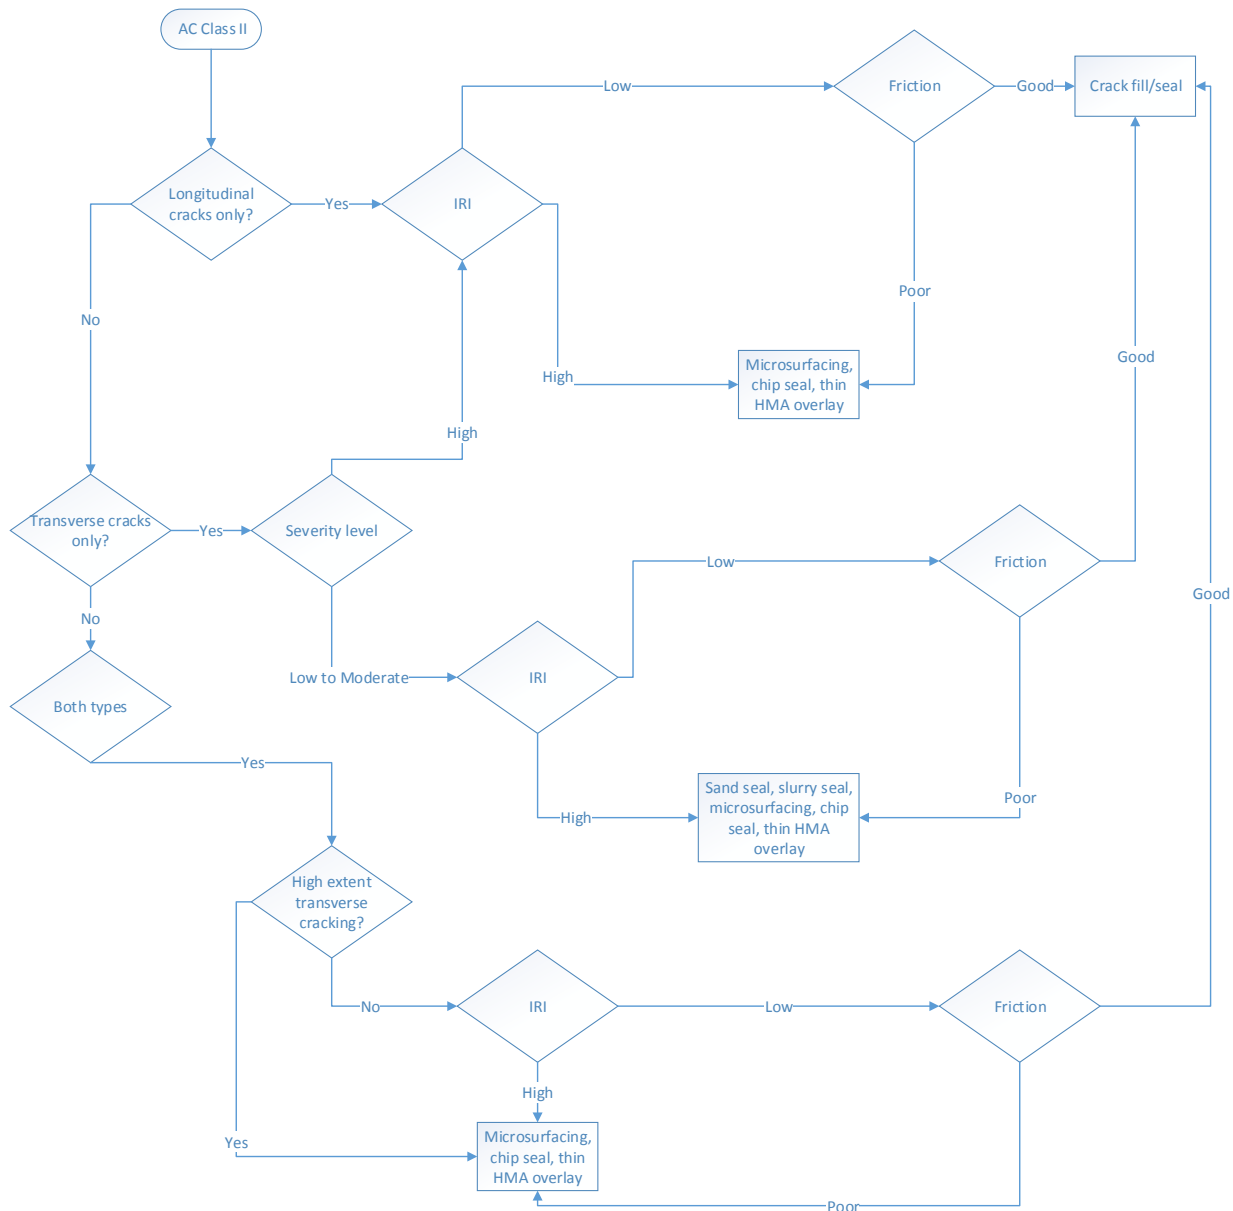 AC Class II
Low
Friction
Good
Crack fill/seal
Longitudinal
cracks only?
Yes
IRI
No
Poor
High
Microsurfacing,
chip seal, thin
HMA overlay
Good
High
Transverse cracks
only?
Yes
Severity level
Low
Friction
Good
No
Low to Moderate
IRI
Both types
Yes
High
Sand seal, slurry seal,
microsurfacing, chip
seal, thin HMA
overlay
Poor
High extent
transverse
cracking?
No
IRI
Low
Friction
High
Yes
Microsurfacing,
chip seal, thin
HMA overlay
Poor